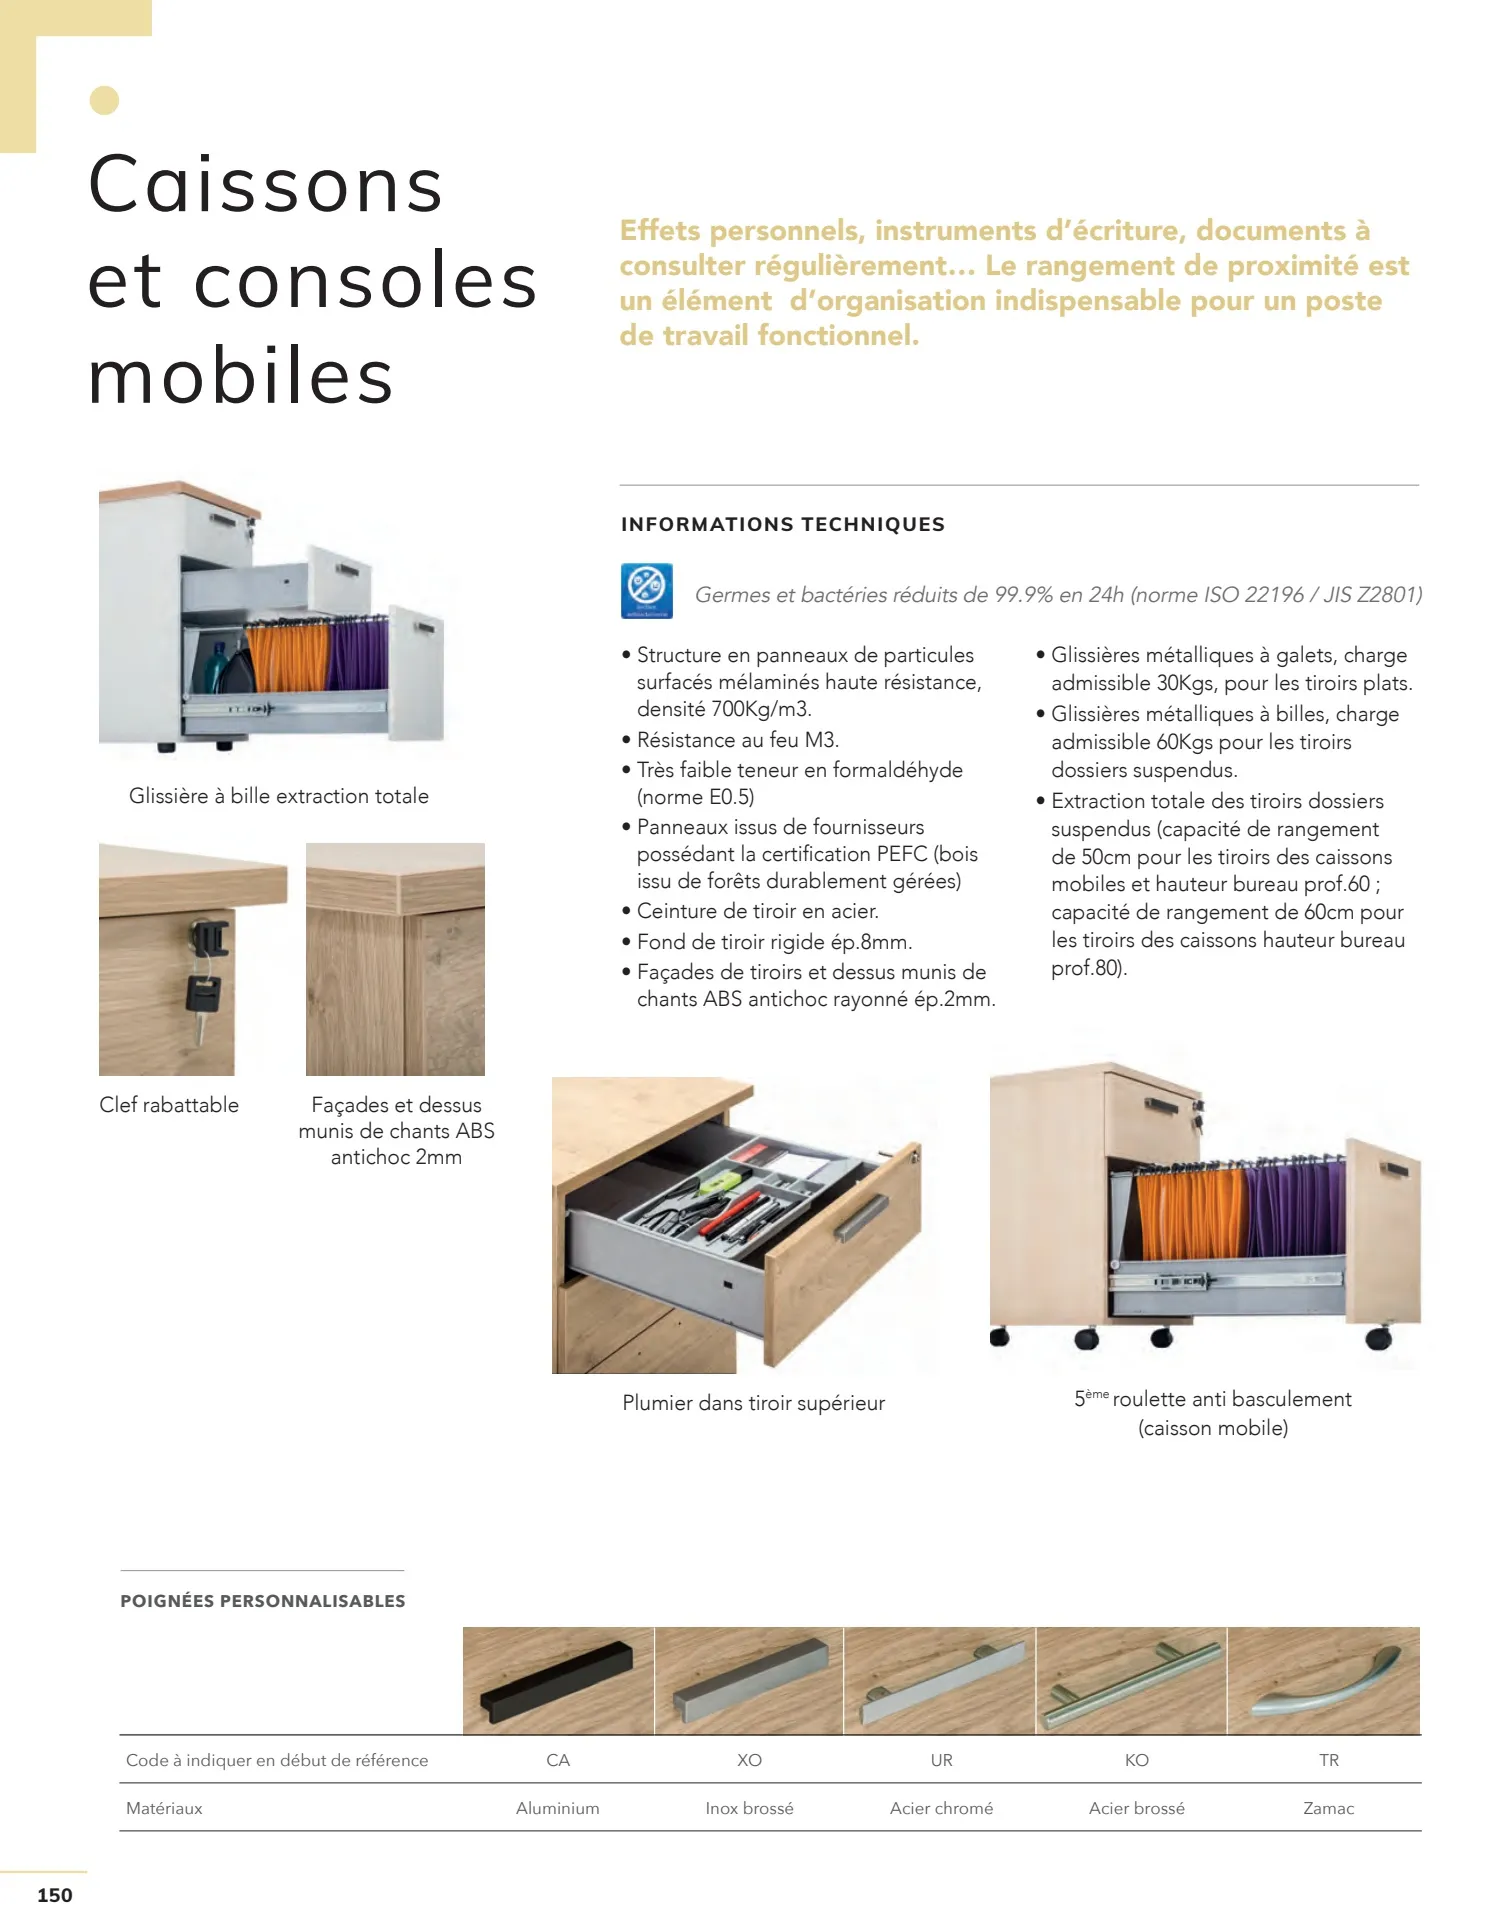 Caissons
et consoles
mobiles
Effets personnels, instruments d’écriture, documents à
consulter régulièrement… Le rangement de proximité est
un élément d’organisation indispensable pour un poste
de travail fonctionnel.
INFORMATIONS TECHNIQUES
Germes et bactéries réduits de 99.9% en 24h (norme ISO 22196 / JIS Z2801)
• Structure en panneaux de particules
surfacés mélaminés haute résistance,
densité 700Kg/m3.
• Résistance au feu M3.
• Très faible teneur en formaldéhyde
(norme E0.5)
• Panneaux issus de fournisseurs
possédant la certification PEFC (bois
issu de forêts durablement gérées)
• Ceinture de tiroir en acier.
• Fond de tiroir rigide ép.8mm.
• Façades de tiroirs et dessus munis de
chants ABS antichoc rayonné ép.2mm.
• Glissières métalliques à galets, charge
admissible 30Kgs, pour les tiroirs plats.
• Glissières métalliques à billes, charge
admissible 60Kgs pour les tiroirs
dossiers suspendus.
• Extraction totale des tiroirs dossiers
suspendus (capacité de rangement
de 50cm pour les tiroirs des caissons
mobiles et hauteur bureau prof.60 ;
capacité de rangement de 60cm pour
les tiroirs des caissons hauteur bureau
prof.80).
Glissière à bille extraction totale
Clef rabattable
Façades et dessus
munis de chants ABS
antichoc 2mm
Plumier dans tiroir supérieur
5ème roulette anti basculement
(caisson mobile)
POIGNÉES PERSONNALISABLES
Code à indiquer en début de référence CA XO UR KO TR
Matériaux Aluminium Inox brossé Acier chromé Acier brossé Zamac
150